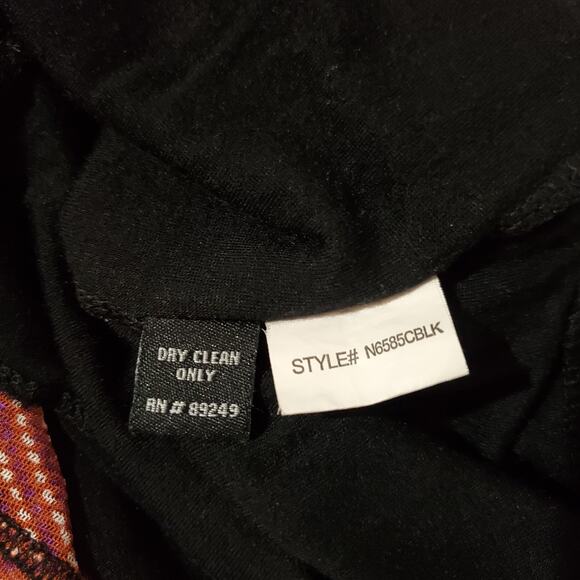 DRY CLEAN
ONLY
RN # 89249
STYLE# N6585CBLK